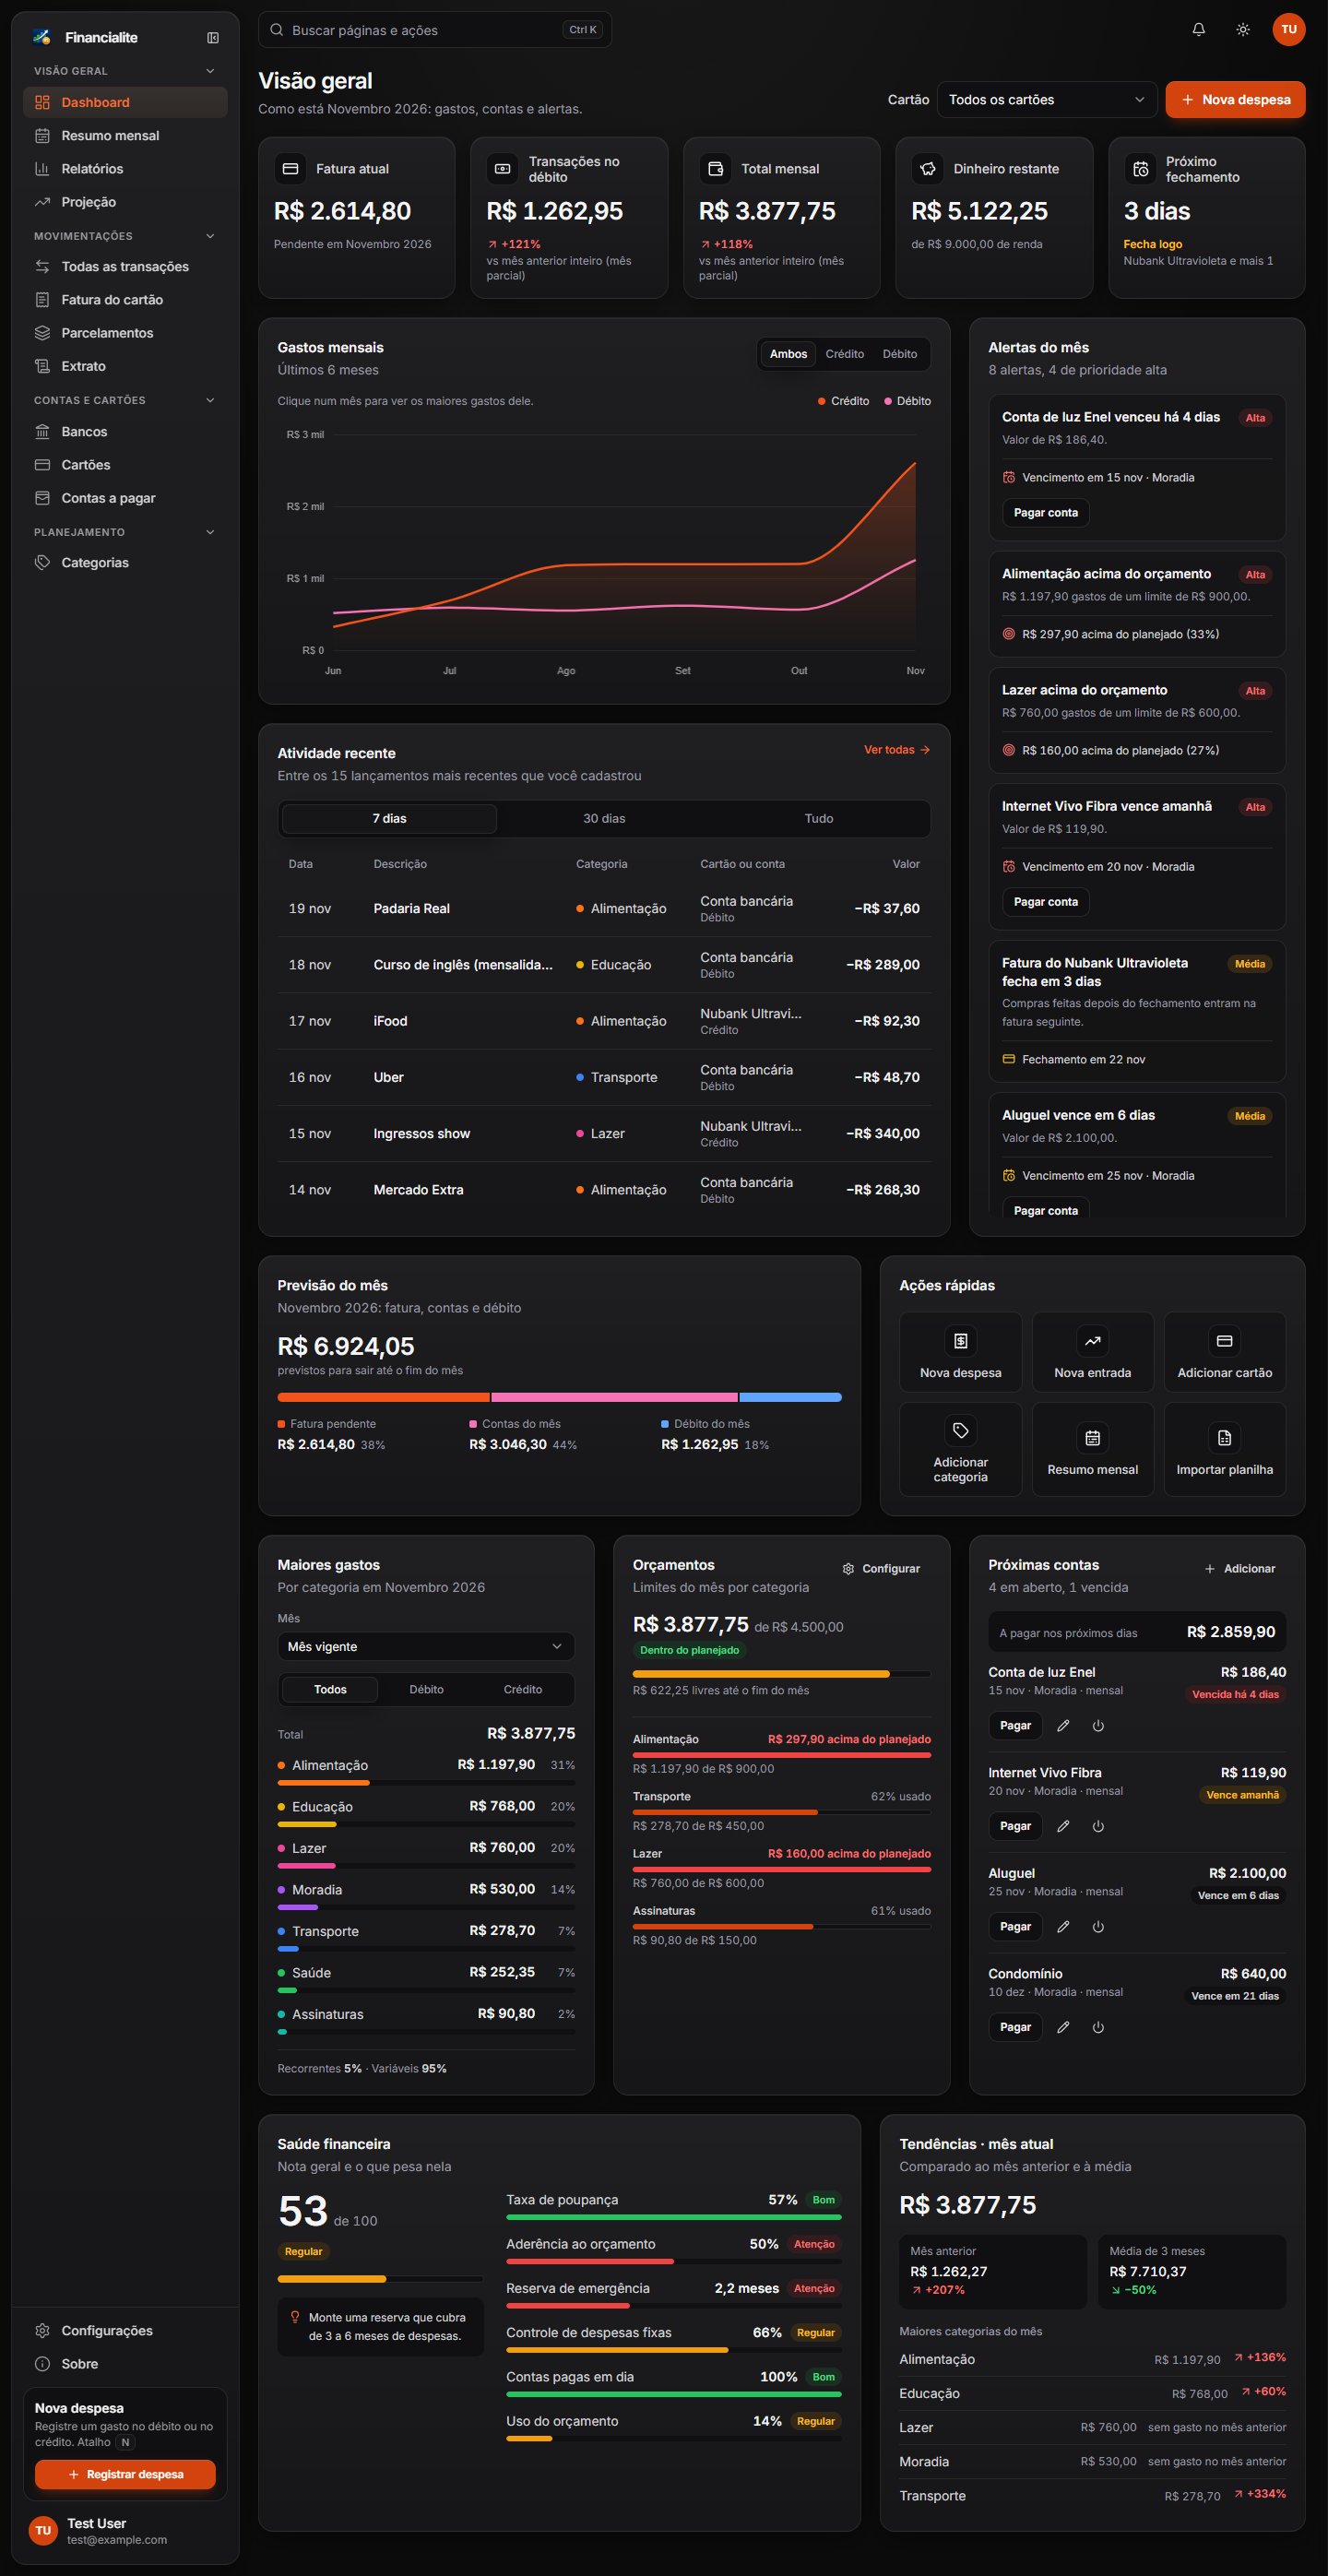 Financialite
VISÃO GERAL
Dashboard
Resumo mensal
Relatórios
Projeção
MOVIMENTAÇÕES
Todas as transações
Fatura do cartão
Parcelamentos
Extrato
CONTAS E CARTÕES
Bancos
Cartões
Contas a pagar
PLANEJAMENTO
Categorias
Configurações
Sobre
Nova despesa
Registre um gasto no débito ou no
crédito. Atalho N
Registrar despesa
TU
Test User
test@example.com
Buscar páginas e ações
Ctrl K
TU
Visão geral
Como está Novembro 2026: gastos, contas e alertas.
Cartão
Todos os cartões
Nova despesa
Fatura atual
R$ 2.614,80
Pendente em Novembro 2026
Transações no
débito
R$ 1.262,95
+121%
vs mês anterior inteiro (mês
parcial)
Total mensal
R$ 3.877,75
+118%
vs mês anterior inteiro (mês
parcial)
Dinheiro restante
R$ 5.122,25
de R$ 9.000,00 de renda
Próximo
fechamento
3 dias
Fecha logo
Nubank Ultravioleta e mais 1
Gastos mensais
Últimos 6 meses
Ambos
Crédito
Débito
Clique num mês para ver os maiores gastos dele.
Crédito
Débito
R$ 3 mil
R$ 2 mil
R$ 1 mil
R$ 0
Jun
Jul
Ago
Set
Out
Nov
Alertas do mês
8 alertas, 4 de prioridade alta
Conta de luz Enel venceu há 4 dias
Alta
Valor de R$ 186,40.
Vencimento em 15 nov · Moradia
Pagar conta
Alimentação acima do orçamento
Alta
R$ 1.197,90 gastos de um limite de R$ 900,00.
R$ 297,90 acima do planejado (33%)
Lazer acima do orçamento
Alta
R$ 760,00 gastos de um limite de R$ 600,00.
R$ 160,00 acima do planejado (27%)
Internet Vivo Fibra vence amanhã
Alta
Valor de R$ 119,90.
Vencimento em 20 nov · Moradia
Pagar conta
Fatura do Nubank Ultravioleta
fecha em 3 dias
Média
Compras feitas depois do fechamento entram na
fatura seguinte.
Fechamento em 22 nov
Aluguel vence em 6 dias
Média
Valor de R$ 2.100,00.
Vencimento em 25 nov · Moradia
Pagar conta
Atividade recente
Ver todas
Entre os 15 lançamentos mais recentes que você cadastrou
7 dias
30 dias
Tudo
Data
Descrição
Categoria
Cartão ou conta
Valor
19 nov
Padaria Real
Alimentação
Conta bancária
Débito
−R$ 37,60
18 nov
Curso de inglês (mensalida...
Educação
Conta bancária
Débito
−R$ 289,00
17 nov
iFood
Alimentação
Nubank Ultravi...
Crédito
−R$ 92,30
16 nov
Uber
Transporte
Conta bancária
Débito
−R$ 48,70
15 nov
Ingressos show
Lazer
Nubank Ultravi...
Crédito
−R$ 340,00
14 nov
Mercado Extra
Alimentação
Conta bancária
Débito
−R$ 268,30
Previsão do mês
Novembro 2026: fatura, contas e débito
R$ 6.924,05
previstos para sair até o fim do mês
Fatura pendente
R$ 2.614,80 38%
Contas do mês
R$ 3.046,30 44%
Débito do mês
R$ 1.262,95 18%
Ações rápidas
Nova despesa
Nova entrada
Adicionar cartão
Adicionar
categoria
Resumo mensal
Importar planilha
Maiores gastos
Por categoria em Novembro 2026
Mês
Mês vigente
Todos
Débito
Crédito
Total
R$ 3.877,75
Alimentação
R$ 1.197,90 31%
Educação
R$ 768,00 20%
Lazer
R$ 760,00 20%
Moradia
R$ 530,00 14%
Transporte
R$ 278,70 7%
Saúde
R$ 252,35 7%
Assinaturas
R$ 90,80 2%
Recorrentes 5% · Variáveis 95%
Orçamentos
Configurar
Limites do mês por categoria
R$ 3.877,75 de R$ 4.500,00
Dentro do planejado
R$ 622,25 livres até o fim do mês
Alimentação
R$ 297,90 acima do planejado
R$ 1.197,90 de R$ 900,00
Transporte
62% usado
R$ 278,70 de R$ 450,00
Lazer
R$ 160,00 acima do planejado
R$ 760,00 de R$ 600,00
Assinaturas
61% usado
R$ 90,80 de R$ 150,00
Próximas contas
Adicionar
4 em aberto, 1 vencida
A pagar nos próximos dias
R$ 2.859,90
Conta de luz Enel
R$ 186,40
15 nov · Moradia · mensal
Vencida há 4 dias
Pagar
Internet Vivo Fibra
R$ 119,90
20 nov · Moradia · mensal
Vence amanhã
Pagar
Aluguel
R$ 2.100,00
25 nov · Moradia · mensal
Vence em 6 dias
Pagar
Condomínio
R$ 640,00
10 dez · Moradia · mensal
Vence em 21 dias
Pagar
Saúde financeira
Nota geral e o que pesa nela
53 de 100
Regular
Monte uma reserva que cubra
de 3 a 6 meses de despesas.
Taxa de poupança
57% Bom
Aderência ao orçamento
50% Atenção
Reserva de emergência
2,2 meses Atenção
Controle de despesas fixas
66% Regular
Contas pagas em dia
100% Bom
Uso do orçamento
14% Regular
Tendências · mês atual
Comparado ao mês anterior e à média
R$ 3.877,75
Mês anterior
R$ 1.262,27
+207%
Média de 3 meses
R$ 7.710,37
−50%
Maiores categorias do mês
Alimentação
R$ 1.197,90 +136%
Educação
R$ 768,00 +60%
Lazer
R$ 760,00 sem gasto no mês anterior
Moradia
R$ 530,00 sem gasto no mês anterior
Transporte
R$ 278,70 +334%